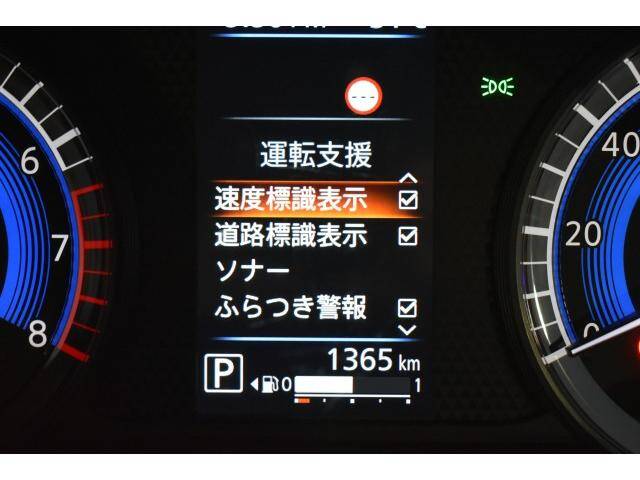 ---
運転支援
速度標識表示
道路標識表示
ソナー
ふらつき警報
1365 km
P
0 1
6
7
8
40
20
0